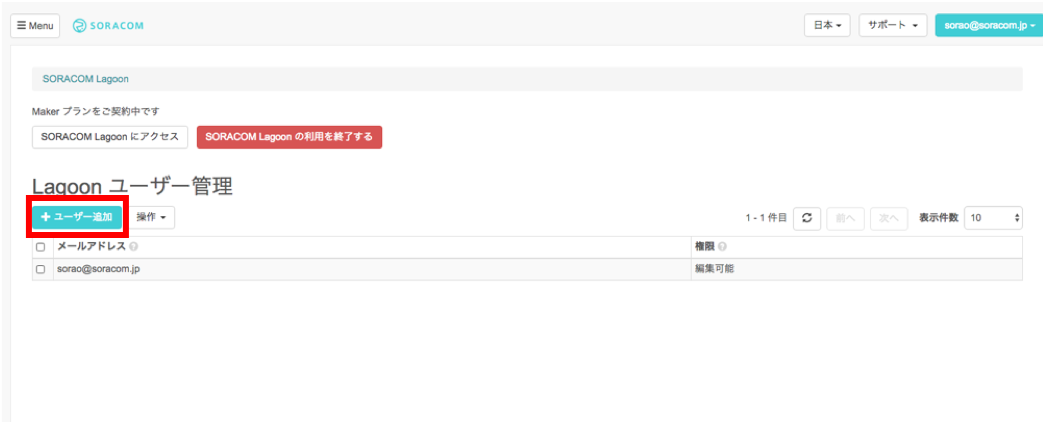 Menu SORACOM 日本 サポート sorao@soracom.jp
SORACOM Lagoon
Maker プランをご契約中です
SORACOM Lagoon にアクセス SORACOM Lagoon の利用を終了する
Lagoon ユーザー管理
+ ユーザー追加 操作 1 - 1 件目 前へ 次へ 表示件数 10
メールアドレス 権限
sorao@soracom.jp 編集可能